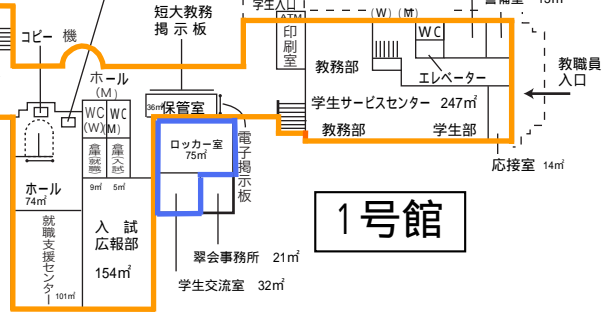 学生入口
短大教務
掲示板
ATM
印刷室
(W)
(M)
警備室
WC
コピー
機
教務部
エレベーター
教職員
入口
ホール
(M)
36㎡
保管室
学生サービスセンター 247㎡
WC
(W)
WC
(M)
教務部
学生部
ロッカー室
75㎡
電子掲示板
応接室 14㎡
9㎡
5㎡
ホール
74㎡
就職支援センター
101㎡
入試
広報部
154㎡
1号館
翠会事務所 21㎡
学生交流室 32㎡